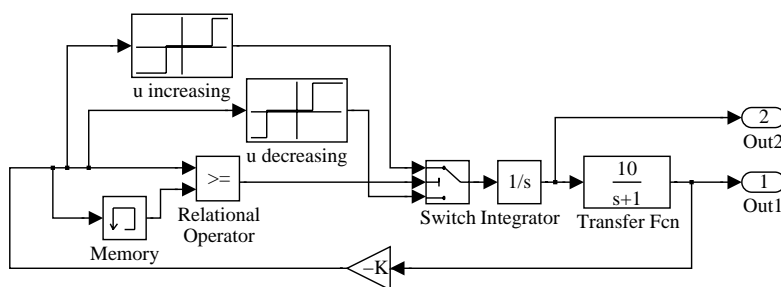 u increasing
u decreasing
2
Out2
>=
Relational
Operator
Memory
Switch
1/s
Integrator
10
s+1
Transfer Fcn
1
Out1
−K